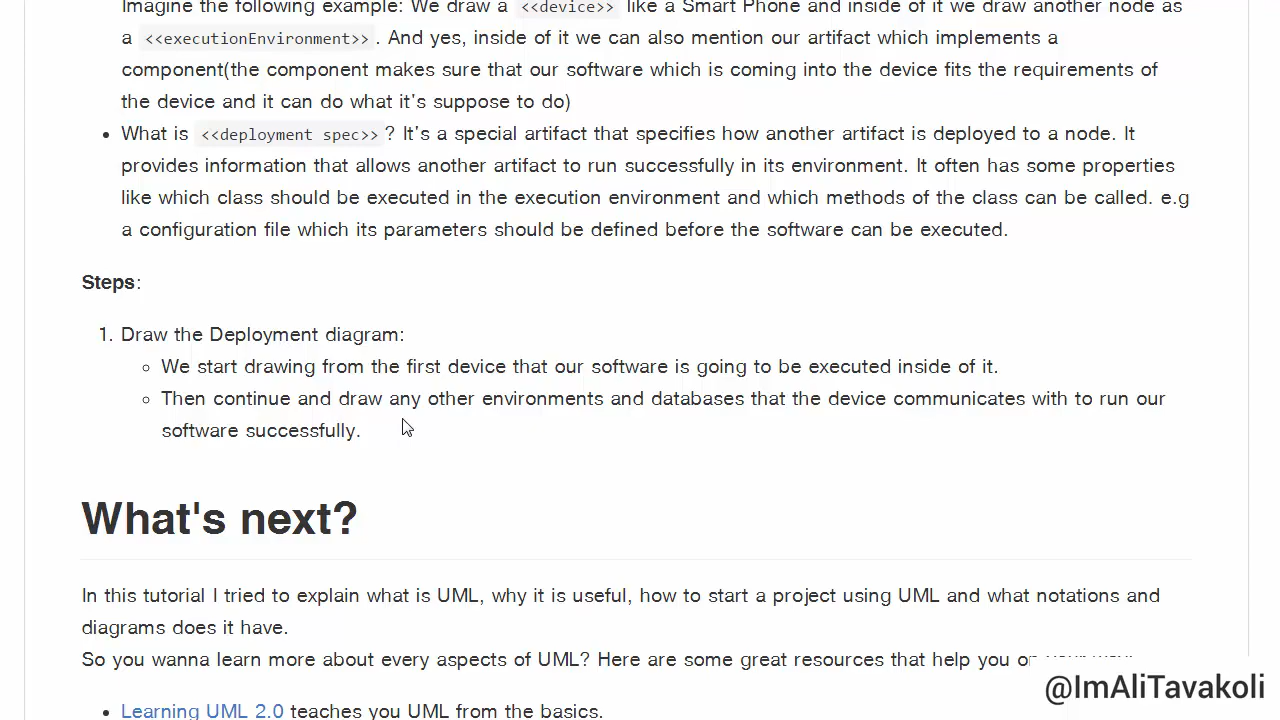 Imagine the following example: We draw a <<device>> like a Smart Phone and inside of it we draw another node as
a <<executionEnvironment>> . And yes, inside of it we can also mention our artifact which implements a
component(the component makes sure that our software which is coming into the device fits the requirements of
the device and it can do what it's suppose to do)
• What is <<deployment spec>> ? It's a special artifact that specifies how another artifact is deployed to a node. It
provides information that allows another artifact to run successfully in its environment. It often has some properties
like which class should be executed in the execution environment and which methods of the class can be called. e.g
a configuration file which its parameters should be defined before the software can be executed.
Steps:
1. Draw the Deployment diagram:
◦ We start drawing from the first device that our software is going to be executed inside of it.
◦ Then continue and draw any other environments and databases that the device communicates with to run our
software successfully.
What's next?
In this tutorial I tried to explain what is UML, why it is useful, how to start a project using UML and what notations and
diagrams does it have.
So you wanna learn more about every aspects of UML? Here are some great resources that help you
@ImAliTavakoli
• Learning UML 2.0 teaches you UML from the basics.